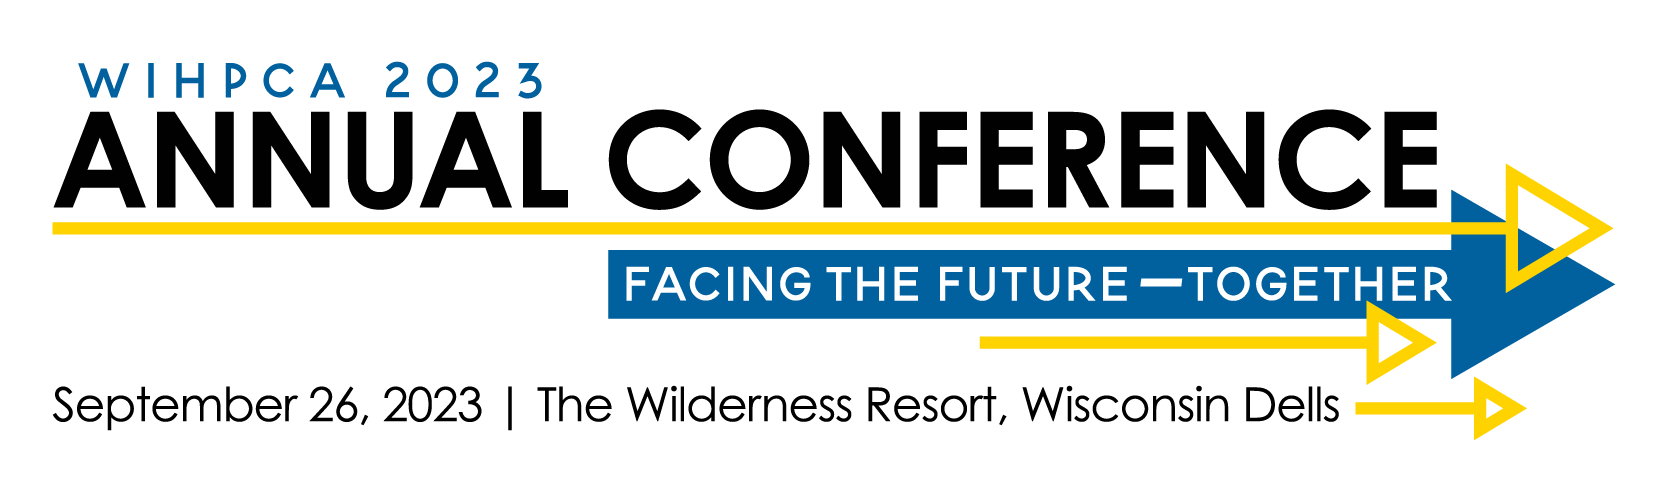 WIHPCA 2023
ANNUAL CONFERENCE
FACING THE FUTURE—TOGETHER
September 26, 2023 | The Wilderness Resort, Wisconsin Dells